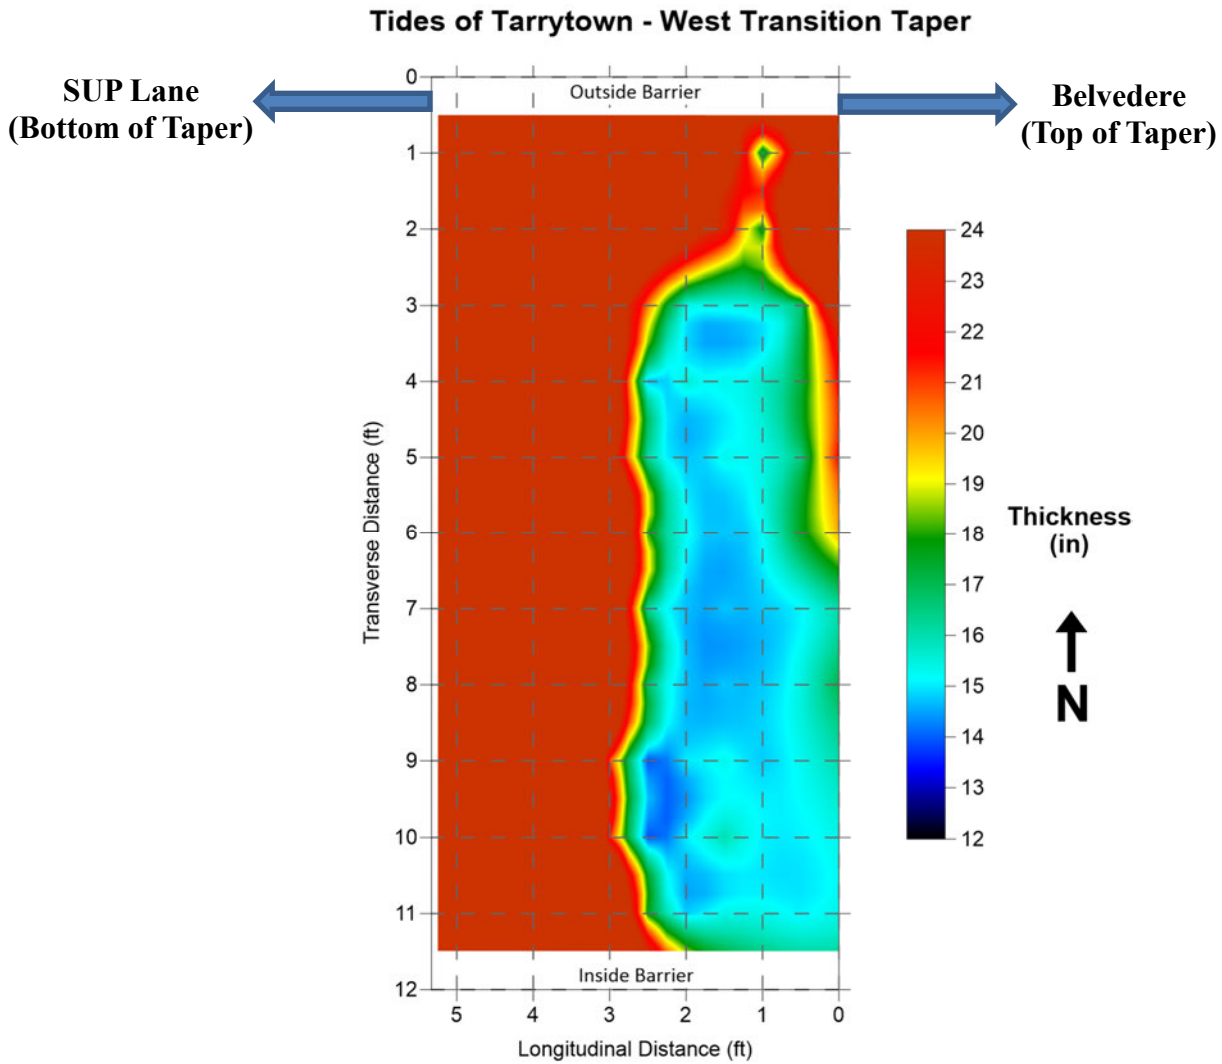 Tides of Tarrytown - West Transition Taper
SUP Lane
(Bottom of Taper)
Belvedere
(Top of Taper)
Outside Barrier
0
1
2
3
4
5
6
7
8
9
10
11
12
Transverse Distance (ft)
Inside Barrier
5
4
3
2
1
0
Longitudinal Distance (ft)
24
23
22
21
20
19
18
17
16
15
14
13
12
Thickness
(in)
N